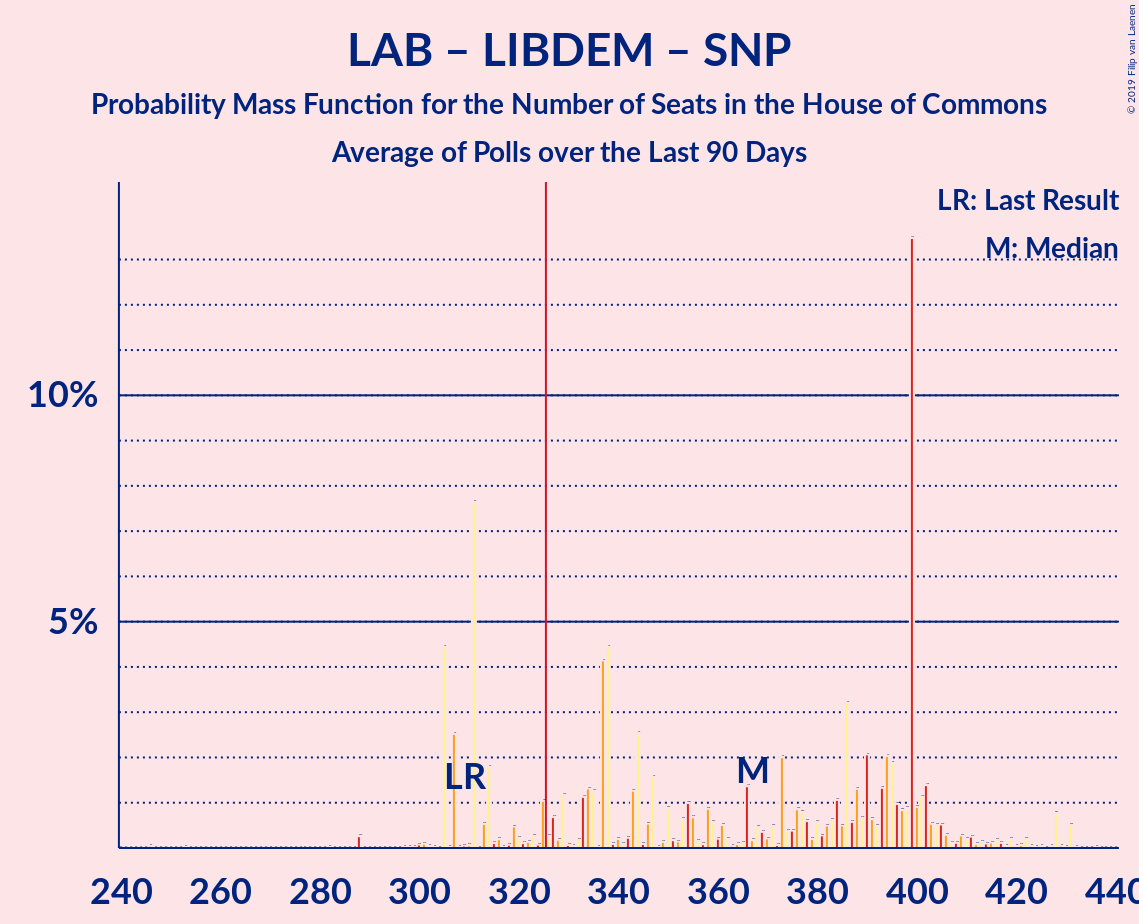 LAB – LIBDEM – SNP
Probability Mass Function for the Number of Seats in the House of Commons
Average of Polls over the Last 90 Days
© 2019 Filip van Laenen
LR: Last Result
M: Median
10%
5%
LR
M
240 260 280 300 320 340 360 380 400 420 440